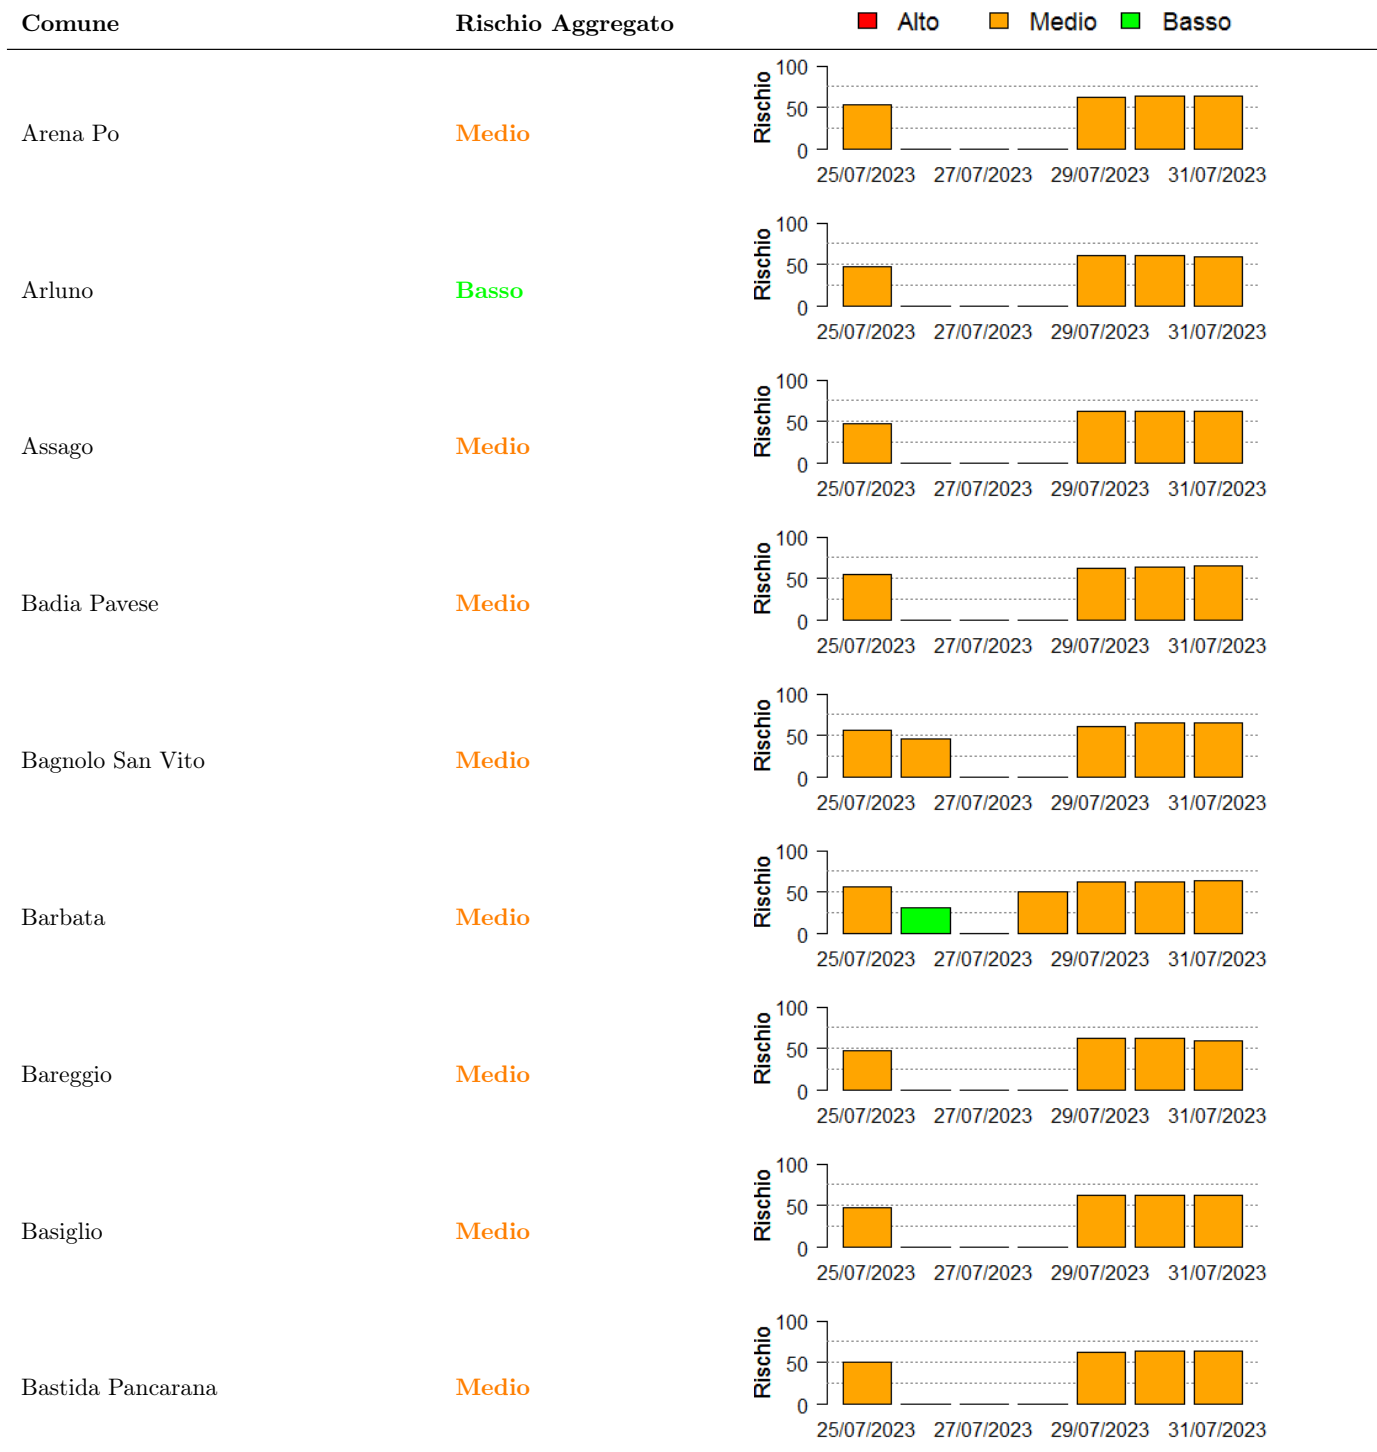 Comune Rischio Aggregato Alto Medio Basso
Arena Po Medio
Rischio
100
50
0
25/07/2023 27/07/2023 29/07/2023 31/07/2023
Arluno Basso
Rischio
100
50
0
25/07/2023 27/07/2023 29/07/2023 31/07/2023
Assago Medio
Rischio
100
50
0
25/07/2023 27/07/2023 29/07/2023 31/07/2023
Badia Pavese Medio
Rischio
100
50
0
25/07/2023 27/07/2023 29/07/2023 31/07/2023
Bagnolo San Vito Medio
Rischio
100
50
0
25/07/2023 27/07/2023 29/07/2023 31/07/2023
Barbata Medio
Rischio
100
50
0
25/07/2023 27/07/2023 29/07/2023 31/07/2023
Bareggio Medio
Rischio
100
50
0
25/07/2023 27/07/2023 29/07/2023 31/07/2023
Basiglio Medio
Rischio
100
50
0
25/07/2023 27/07/2023 29/07/2023 31/07/2023
Bastida Pancarana Medio
Rischio
100
50
0
25/07/2023 27/07/2023 29/07/2023 31/07/2023